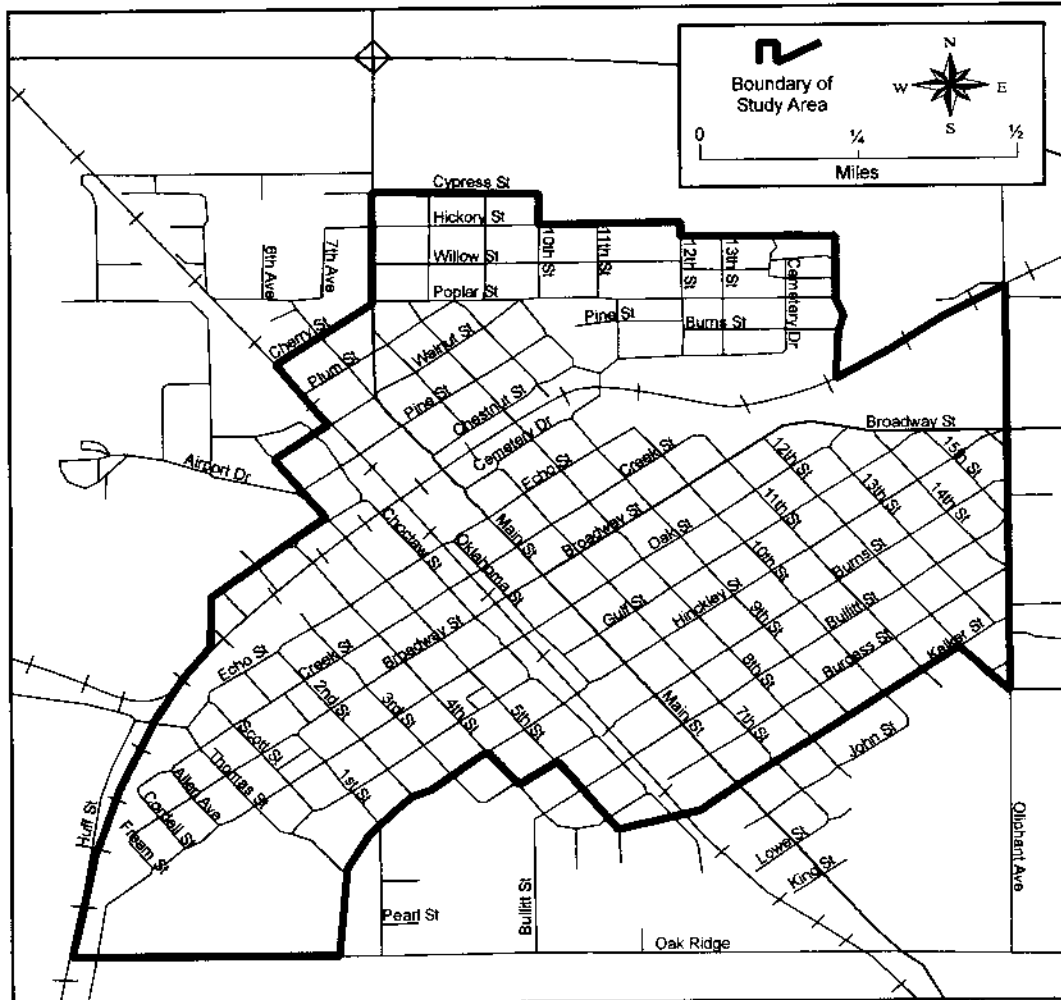 N
Boundary of
Study Area
W
E
S
0
¼
½
Miles
Cypress St
Hickory St
10th St
11th St
12th St
13th St
Cemetery Dr
6th Ave
7th Ave
Willow St
Poplar St
Pine St
Burns St
Cherry St
Plum St
Walnut St
Pine St
Chestnut St
Cemetery Dr
Broadway St
Airport Dr
Echo St
Creek St
12th St
15th St
14th St
13th St
11th St
Choctaw St
Main St
Oklahoma St
Broadway St
Oak St
10th St
Burns St
Gulf St
Hinckley St
9th St
Bullitt St
Echo St
Creek St
Broadway St
8th St
Burgess St
Kelker St
2nd St
3rd St
4th St
5th St
Main St
7th St
John St
Scott St
Thomas St
1st St
Allen Ave
Cordell St
Fream St
Huff St
Lowe St
King St
Oliphant Ave
Pearl St
Bullitt St
Oak Ridge